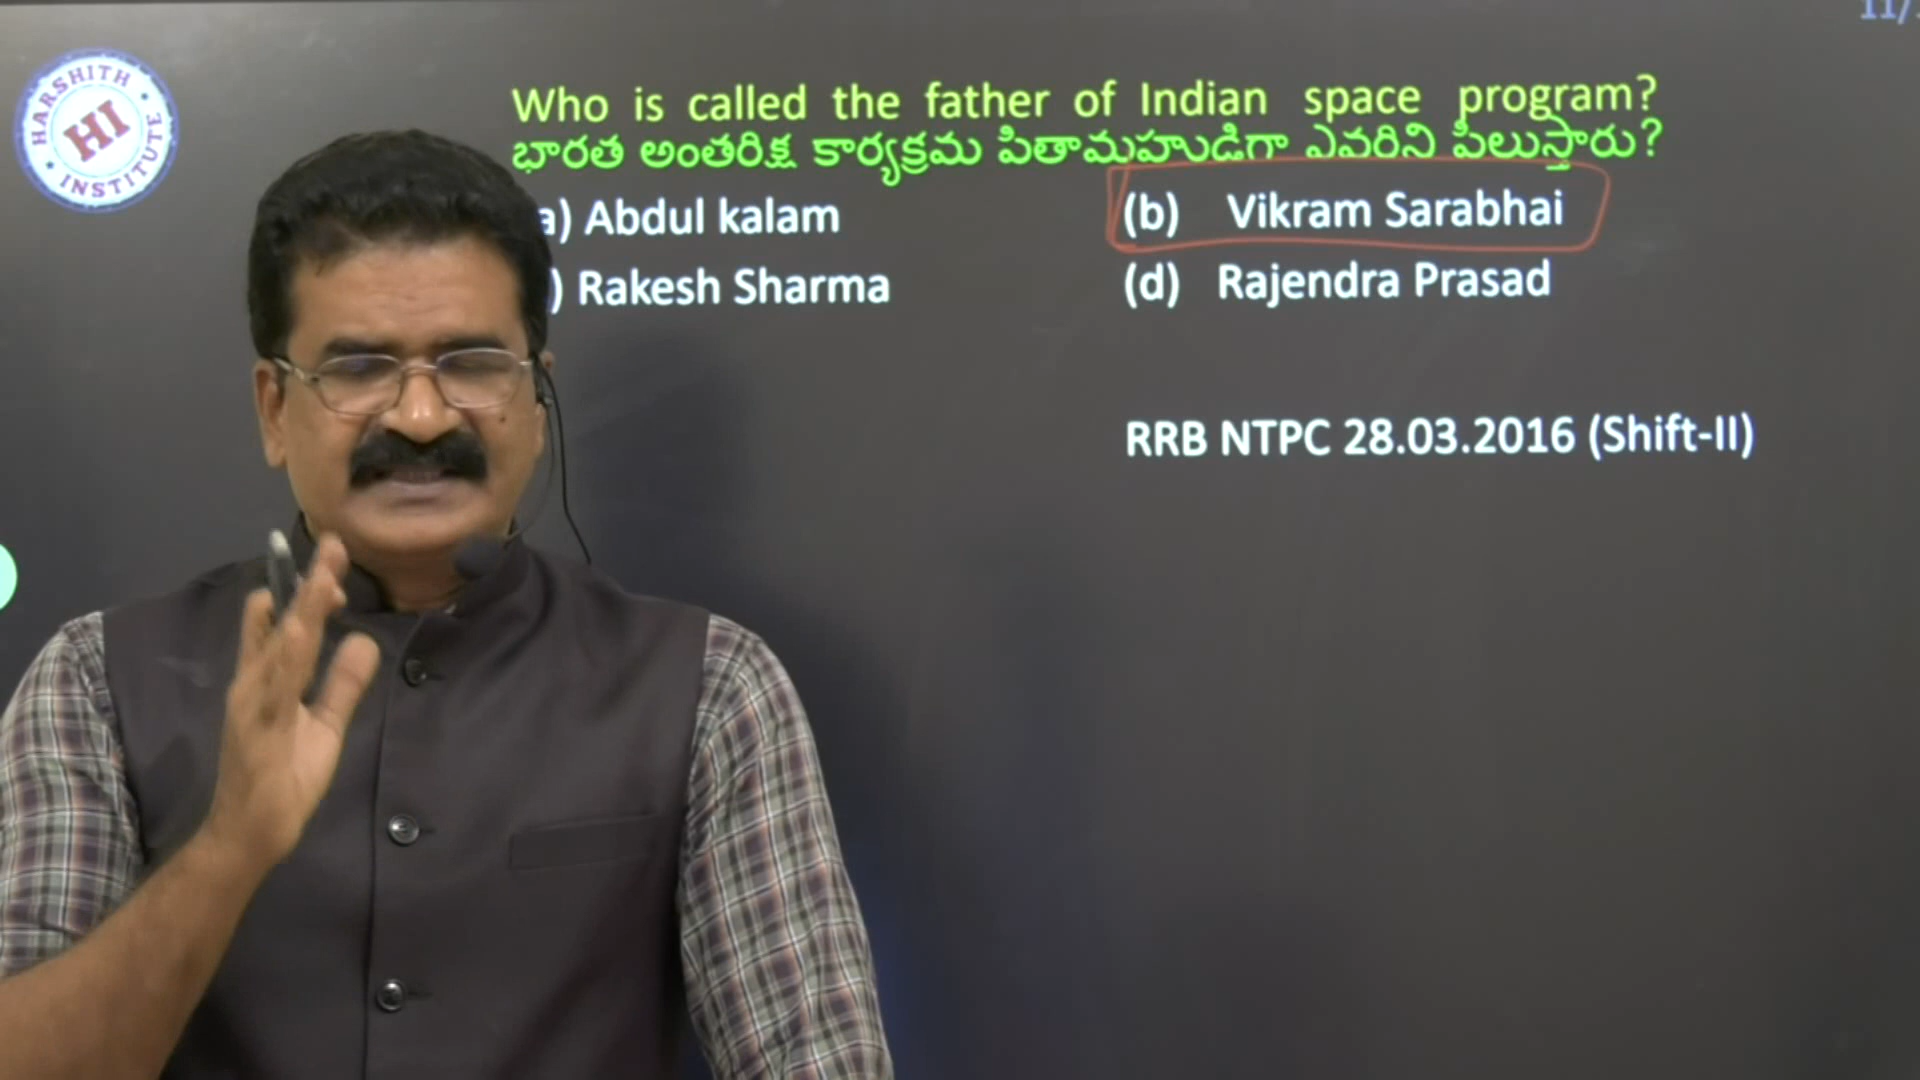 11/
HARSHITH
HI
INSTITUTE
Who is called the father of Indian space program?
భారత అంతరిక్ష కార్యక్రమ పితామహుడిగా ఎవరిని పిలుస్తారు?
a) Abdul kalam (b) Vikram Sarabhai
) Rakesh Sharma (d) Rajendra Prasad
RRB NTPC 28.03.2016 (Shift-II)